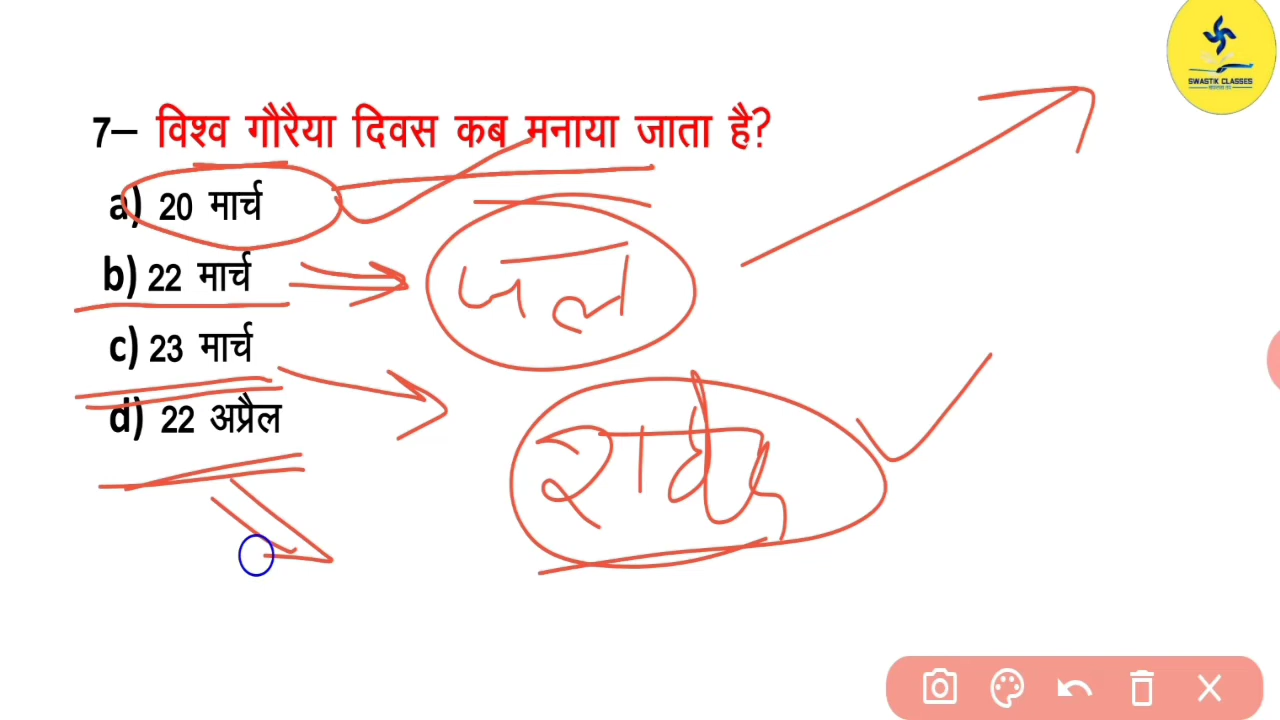 SWASTIK CLASSES
7– विश्व गौरैया दिवस कब मनाया जाता है?
a) 20 मार्च
b) 22 मार्च
जल
c) 23 मार्च
d) 22 अप्रैल